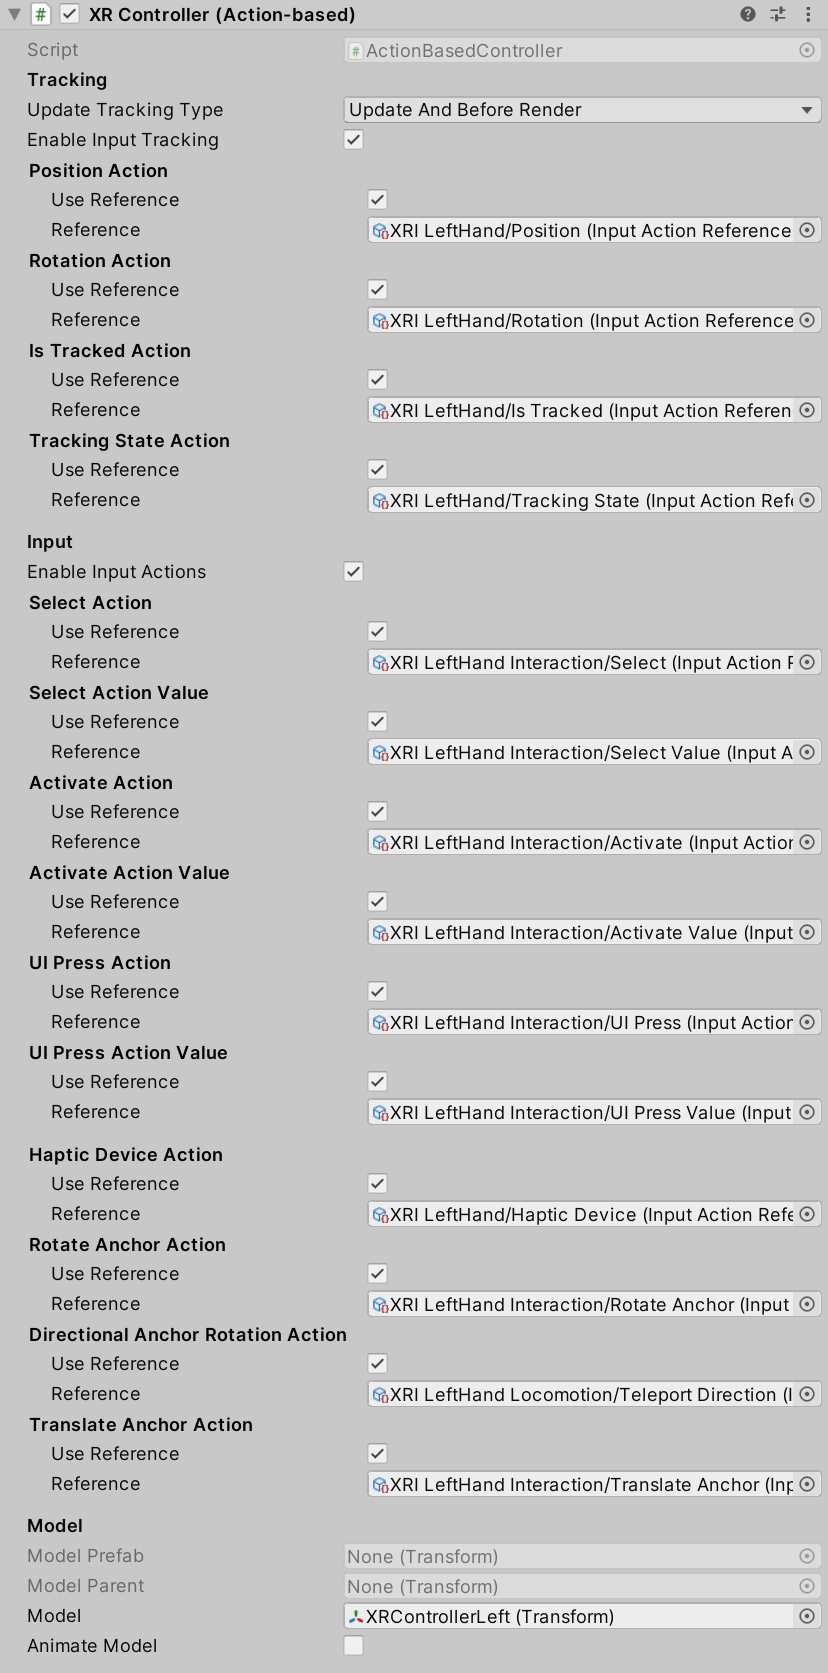 XR Controller (Action-based)
Script # ActionBasedController
Tracking
Update Tracking Type Update And Before Render
Enable Input Tracking
Position Action
Use Reference
Reference XRI LeftHand/Position (Input Action Reference
Rotation Action
Use Reference
Reference XRI LeftHand/Rotation (Input Action Reference
Is Tracked Action
Use Reference
Reference XRI LeftHand/Is Tracked (Input Action Referen
Tracking State Action
Use Reference
Reference XRI LeftHand/Tracking State (Input Action Refe
Input
Enable Input Actions
Select Action
Use Reference
Reference XRI LeftHand Interaction/Select (Input Action R
Select Action Value
Use Reference
Reference XRI LeftHand Interaction/Select Value (Input A
Activate Action
Use Reference
Reference XRI LeftHand Interaction/Activate (Input Action
Activate Action Value
Use Reference
Reference XRI LeftHand Interaction/Activate Value (Input
UI Press Action
Use Reference
Reference XRI LeftHand Interaction/UI Press (Input Action
UI Press Action Value
Use Reference
Reference XRI LeftHand Interaction/UI Press Value (Input
Haptic Device Action
Use Reference
Reference XRI LeftHand/Haptic Device (Input Action Refe
Rotate Anchor Action
Use Reference
Reference XRI LeftHand Interaction/Rotate Anchor (Input
Directional Anchor Rotation Action
Use Reference
Reference XRI LeftHand Locomotion/Teleport Direction (I
Translate Anchor Action
Use Reference
Reference XRI LeftHand Interaction/Translate Anchor (Inp
Model
Model Prefab None (Transform)
Model Parent None (Transform)
Model XRControllerLeft (Transform)
Animate Model